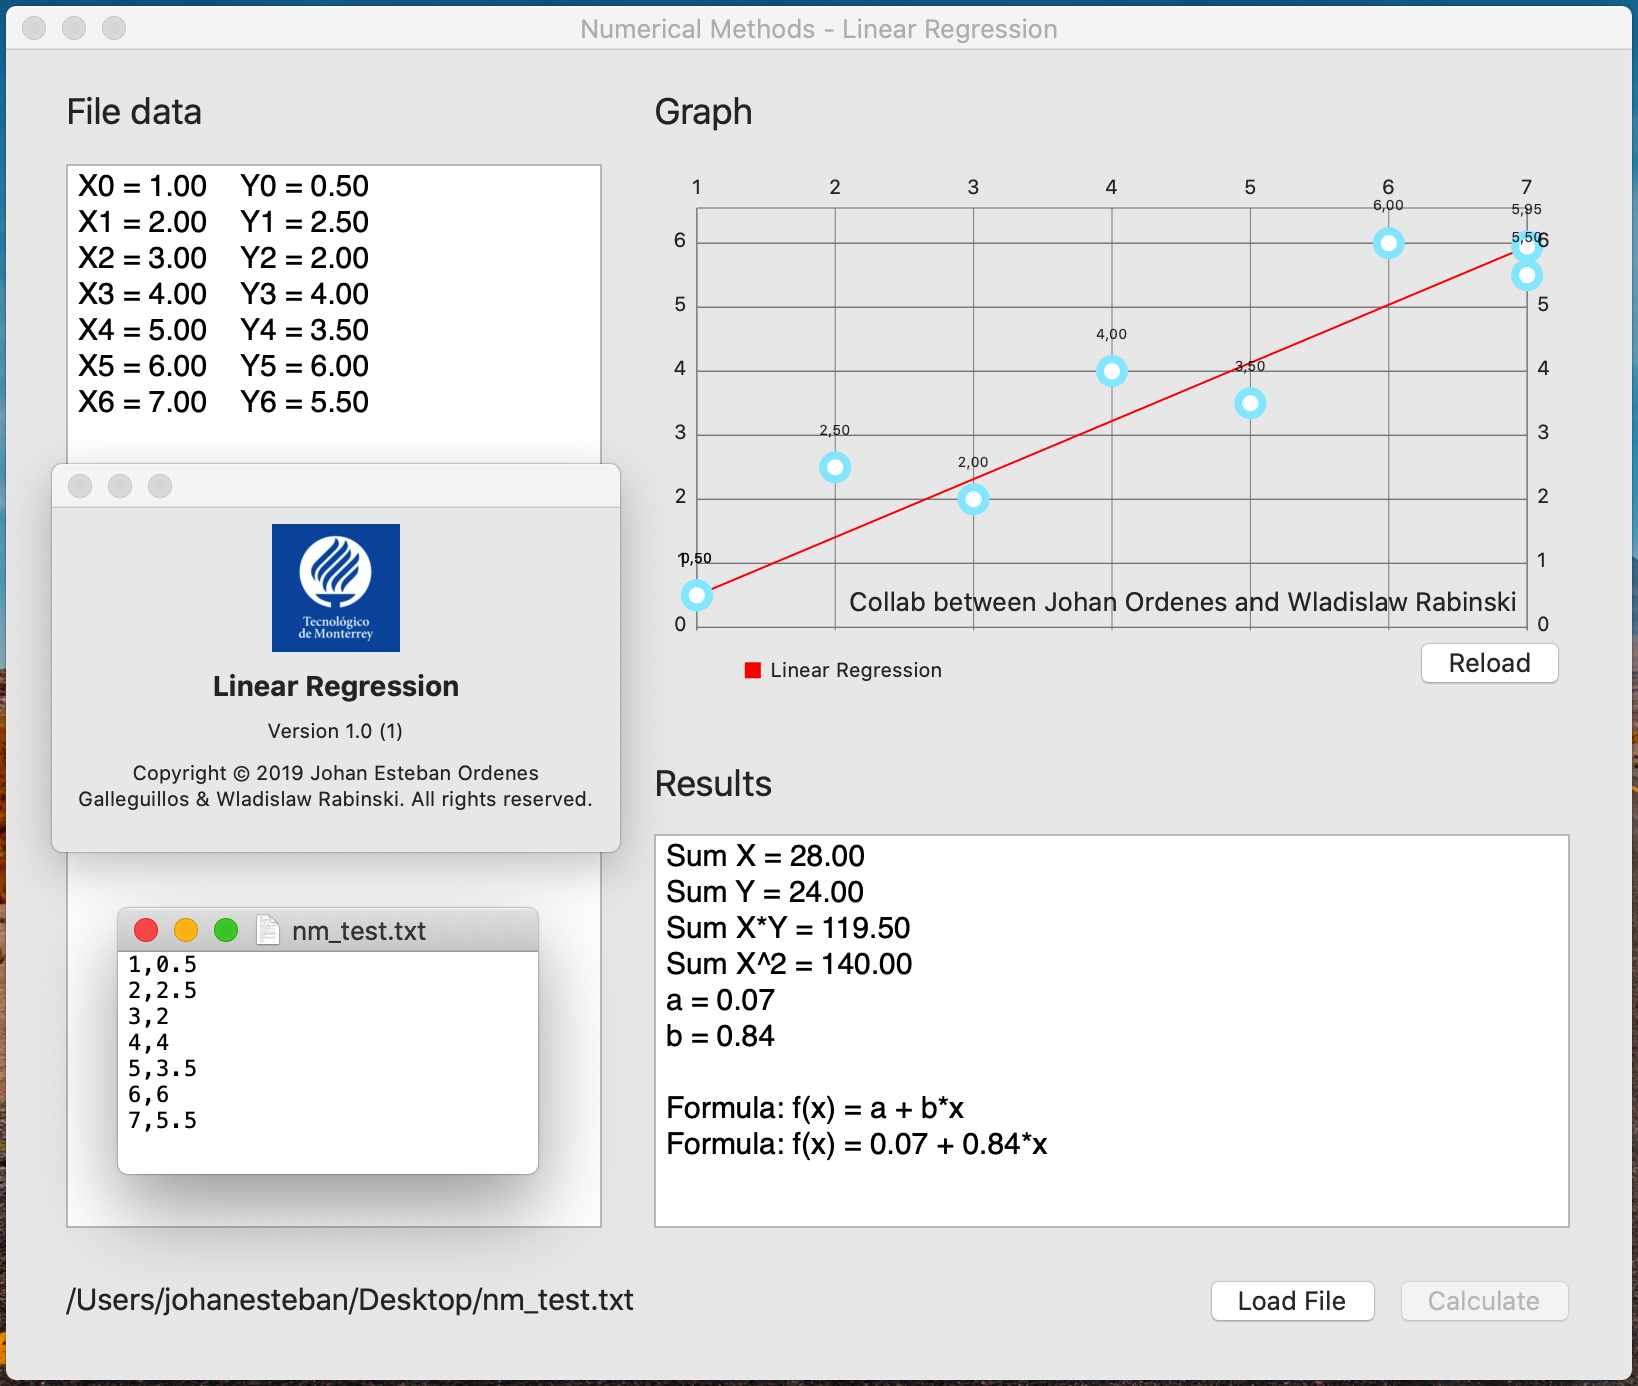 Numerical Methods - Linear Regression
File data
X0 = 1.00 Y0 = 0.50
X1 = 2.00 Y1 = 2.50
X2 = 3.00 Y2 = 2.00
X3 = 4.00 Y3 = 4.00
X4 = 5.00 Y4 = 3.50
X5 = 6.00 Y5 = 6.00
X6 = 7.00 Y6 = 5.50
Tecnológico
de Monterrey
Linear Regression
Version 1.0 (1)
Copyright © 2019 Johan Esteban Ordenes
Galleguillos & Wladislaw Rabinski. All rights reserved.
nm_test.txt
1,0.5
2,2.5
3,2
4,4
5,3.5
6,6
7,5.5
/Users/johanesteban/Desktop/nm_test.txt
Graph
1 2 3 4 5 6 7
6,00 5,95
6 5,50 6
5 5
4,00
4 3,50 4
2,50
3 3
2,00
2 2
1 0,50 1
Collab between Johan Ordenes and Wladislaw Rabinski
0 0
Linear Regression
Reload
Results
Sum X = 28.00
Sum Y = 24.00
Sum X*Y = 119.50
Sum X^2 = 140.00
a = 0.07
b = 0.84
Formula: f(x) = a + b*x
Formula: f(x) = 0.07 + 0.84*x
Load File
Calculate